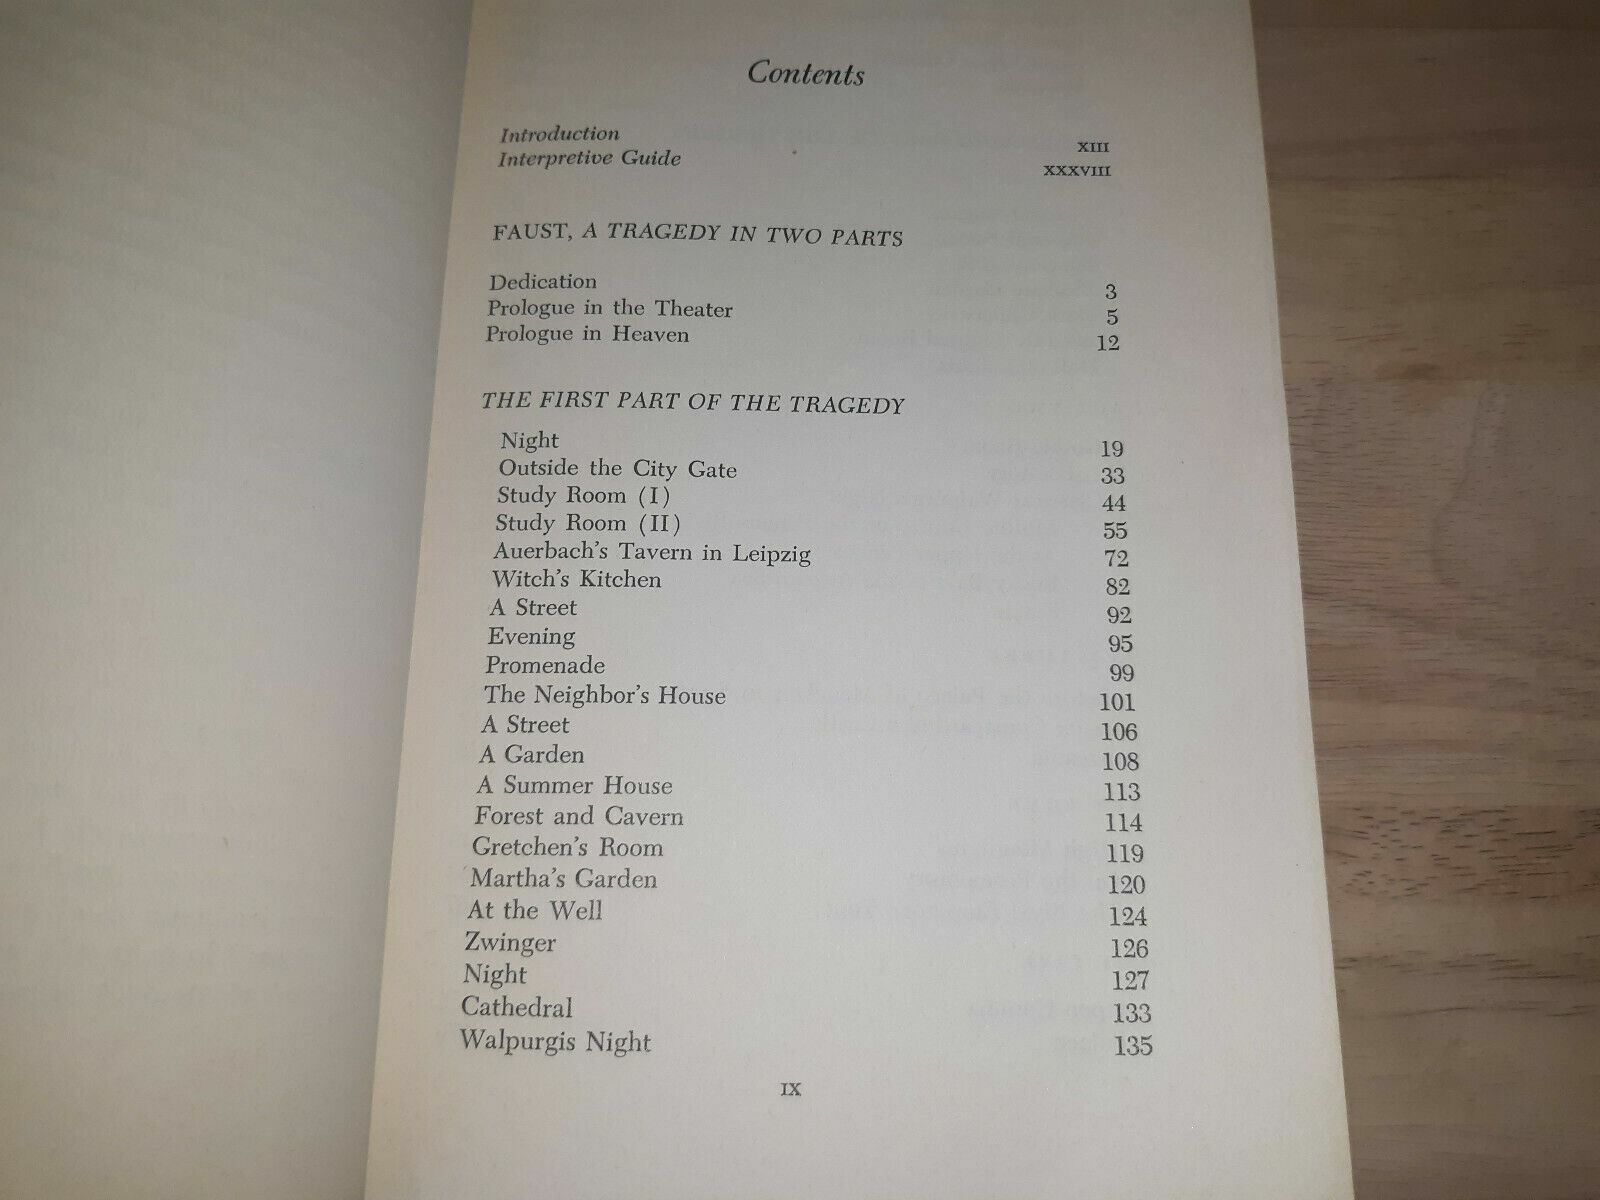 Contents
Introduction XIII
Interpretive Guide XXXVIII
FAUST, A TRAGEDY IN TWO PARTS
Dedication 3
Prologue in the Theater 5
Prologue in Heaven 12
THE FIRST PART OF THE TRAGEDY
Night 19
Outside the City Gate 33
Study Room (I) 44
Study Room (II) 55
Auerbach's Tavern in Leipzig 72
Witch's Kitchen 82
A Street 92
Evening 95
Promenade 99
The Neighbor's House 101
A Street 106
A Garden 108
A Summer House 113
Forest and Cavern 114
Gretchen's Room 119
Martha's Garden 120
At the Well 124
Zwinger 126
Night 127
Cathedral 133
Walpurgis Night 135
IX